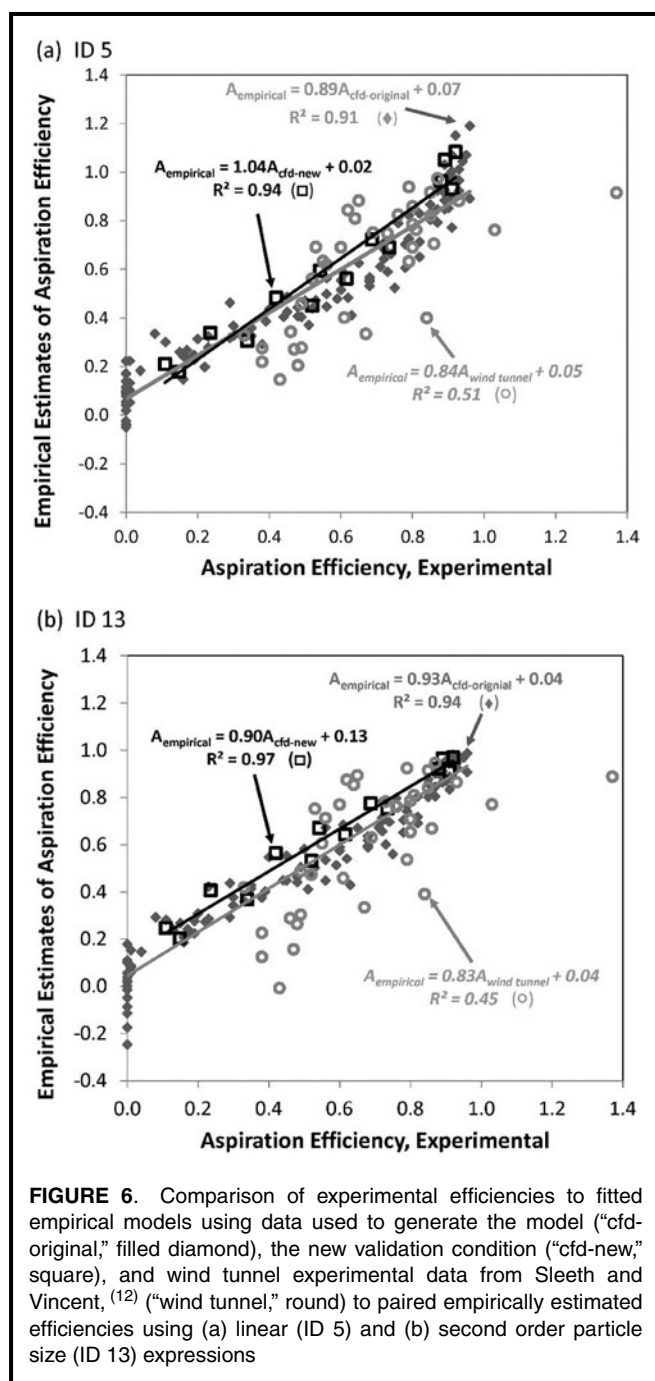 (a) ID 5
1.4
1.2
1.0
0.8
0.6
0.4
0.2
0.0
-0.2
-0.4
Empirical Estimates of Aspiration Efficiency
A_empirical = 0.89A_cfd-original + 0.07
R² = 0.91 (♦)
A_empirical = 1.04A_cfd-new + 0.02
R² = 0.94 (□)
A_empirical = 0.84A_wind tunnel + 0.05
R² = 0.51 (○)
0.0 0.2 0.4 0.6 0.8 1.0 1.2 1.4
Aspiration Efficiency, Experimental
(b) ID 13
1.4
1.2
1.0
0.8
0.6
0.4
0.2
0.0
-0.2
-0.4
Empirical Estimates of Aspiration Efficiency
A_empirical = 0.93A_cfd-orignial + 0.04
R² = 0.94 (♦)
A_empirical = 0.90A_cfd-new + 0.13
R² = 0.97 (□)
A_empirical = 0.83A_wind tunnel + 0.04
R² = 0.45 (○)
0.0 0.2 0.4 0.6 0.8 1.0 1.2 1.4
Aspiration Efficiency, Experimental
FIGURE 6. Comparison of experimental efficiencies to fitted
empirical models using data used to generate the model ("cfd-
original," filled diamond), the new validation condition ("cfd-new,"
square), and wind tunnel experimental data from Sleeth and
Vincent, (12) ("wind tunnel," round) to paired empirically estimated
efficiencies using (a) linear (ID 5) and (b) second order particle
size (ID 13) expressions